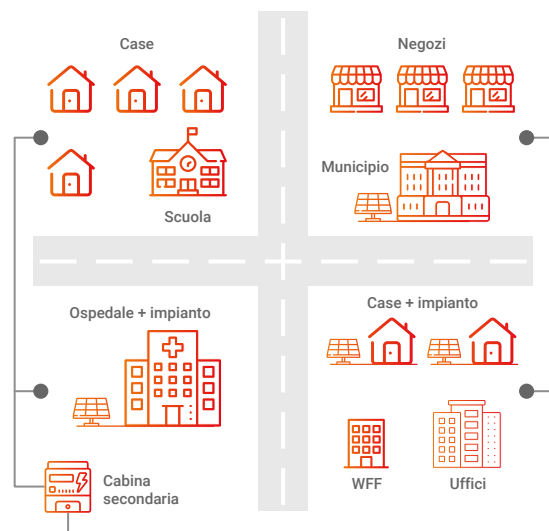 Case
Negozi
Municipio
Scuola
Ospedale + impianto
Case + impianto
WFF
Uffici
Cabina
secondaria